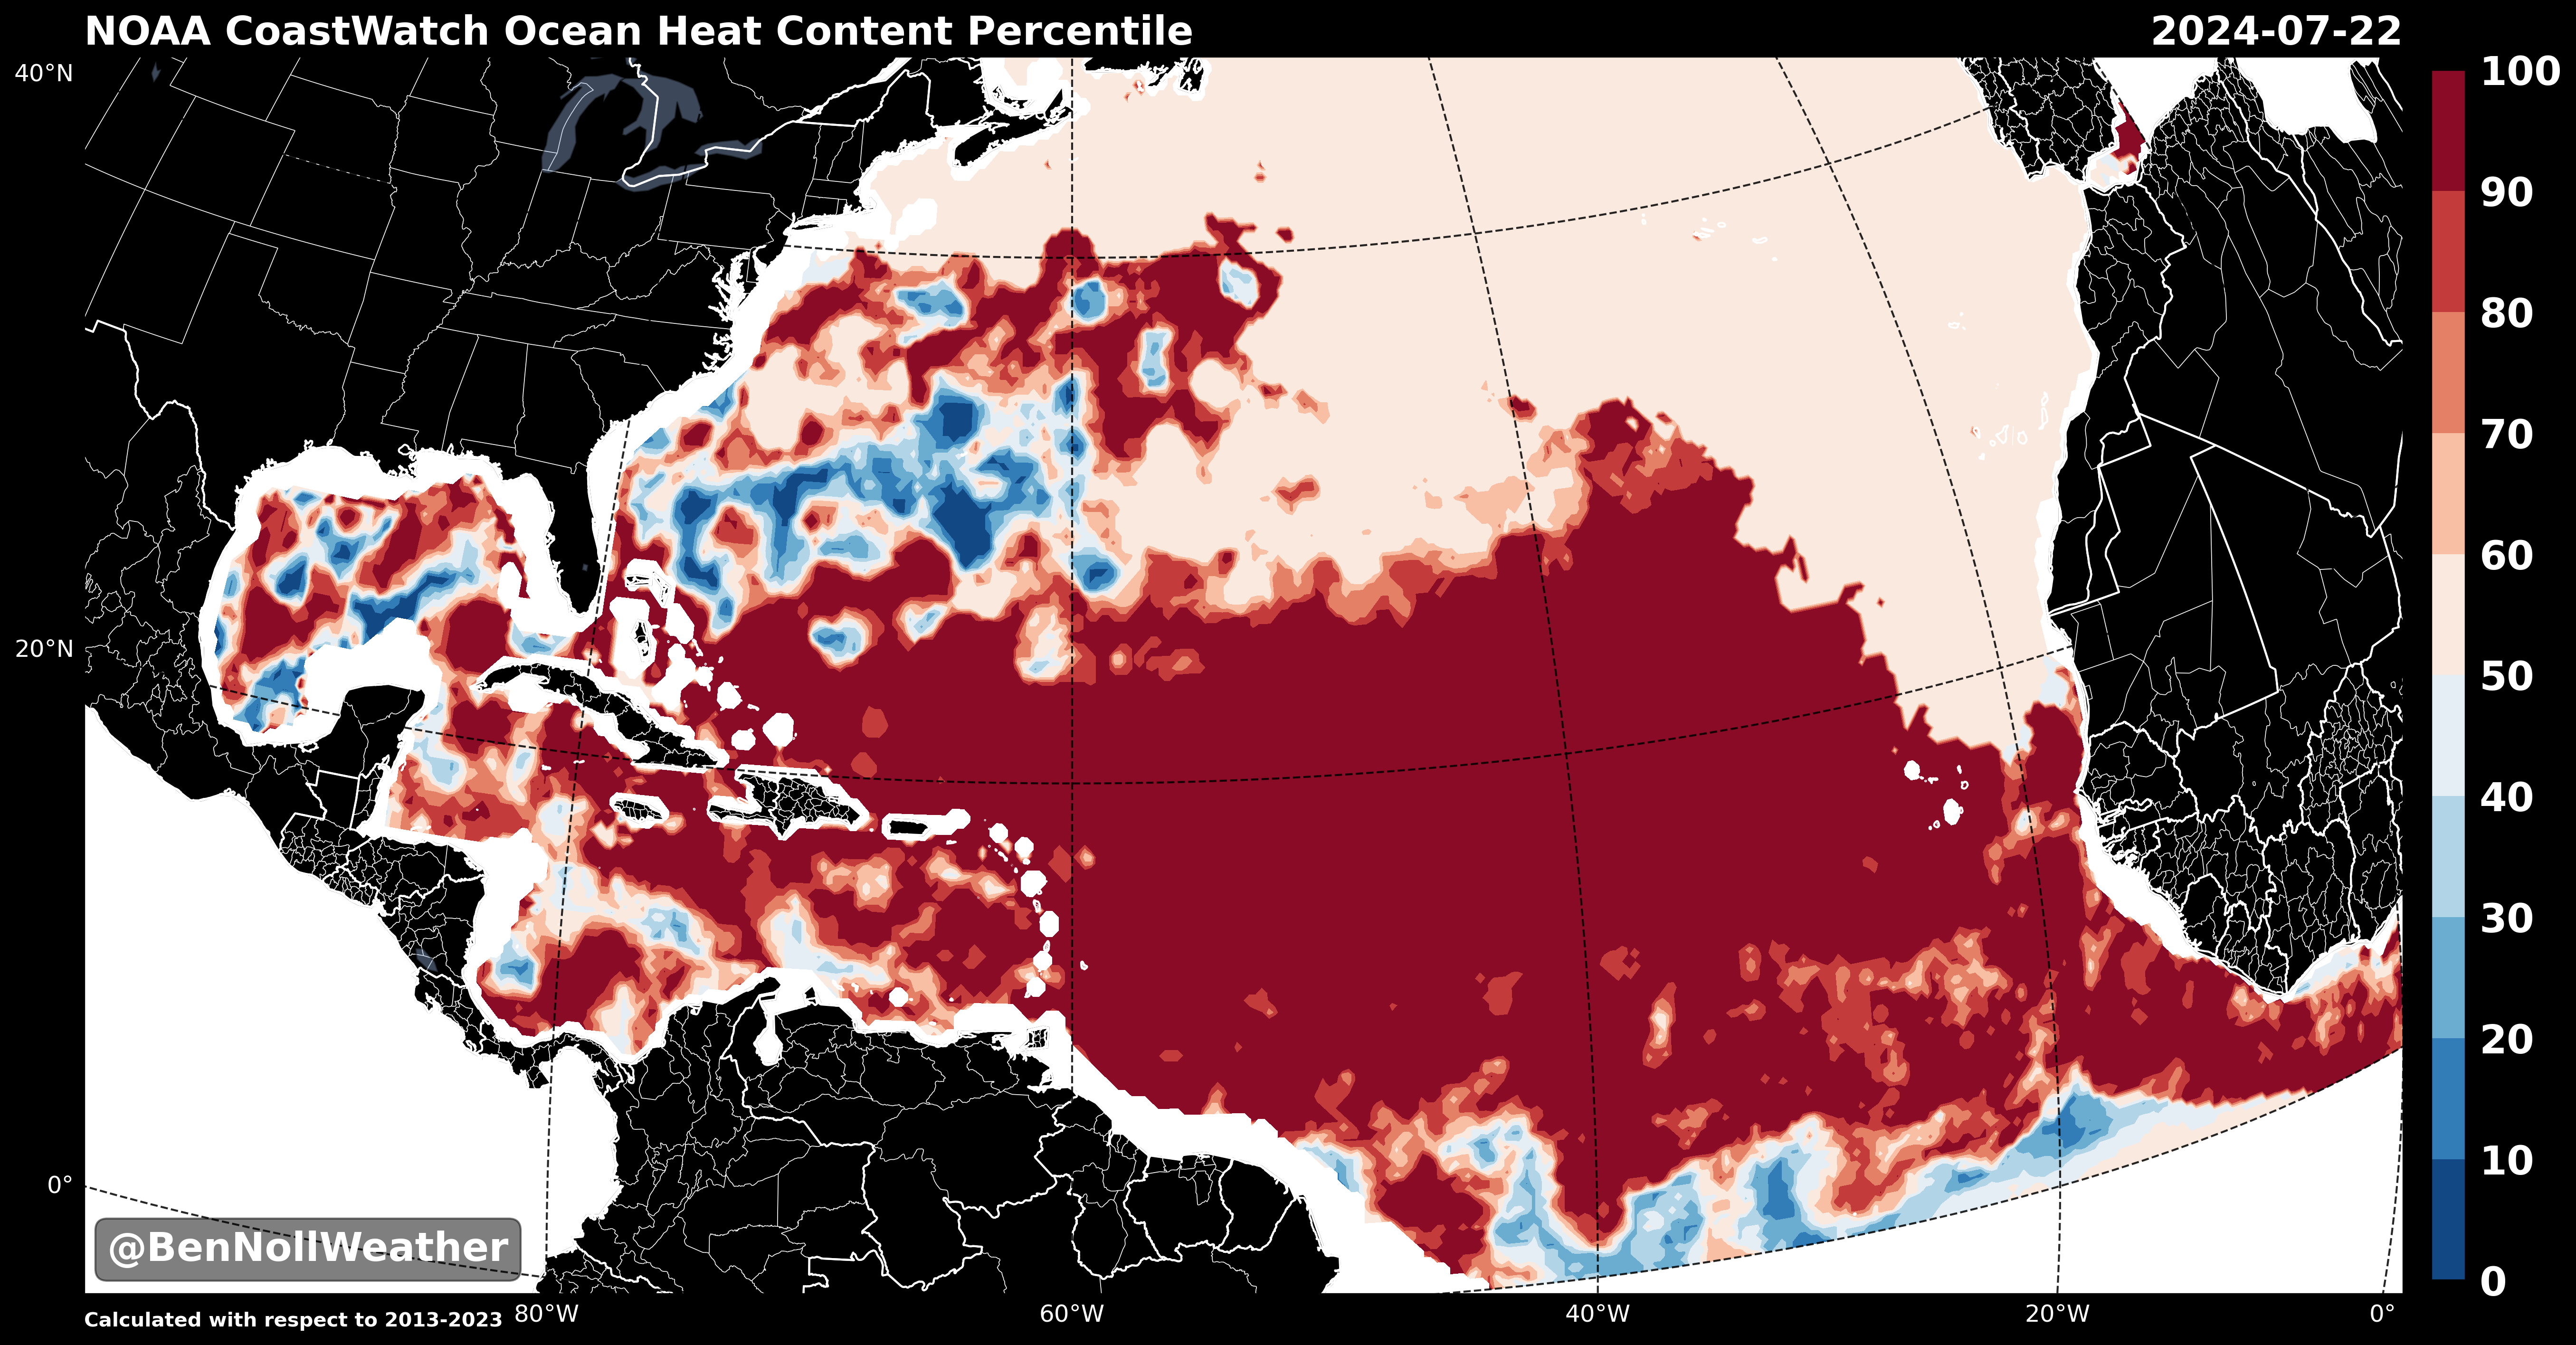 NOAA CoastWatch Ocean Heat Content Percentile
2024-07-22
40°N
20°N
0°
100
90
80
70
60
50
40
30
20
10
0
@BenNollWeather
Calculated with respect to 2013-2023
80°W
60°W
40°W
20°W
0°